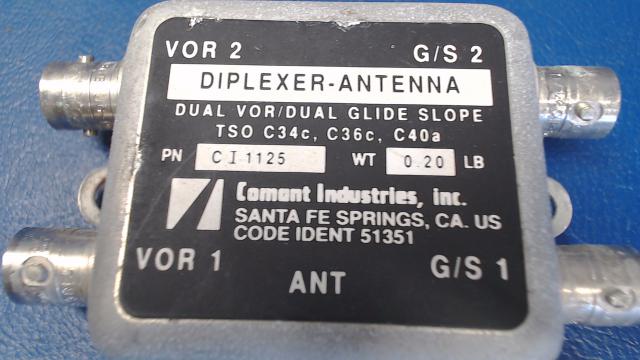 VOR 2 G/S 2
DIPLEXER-ANTENNA
DUAL VOR/DUAL GLIDE SLOPE
TSO C34c, C36c, C40a
PN CI 1125 WT 0.20 LB
Comant Industries, inc.
SANTA FE SPRINGS, CA. US
CODE IDENT 51351
VOR 1 G/S 1
ANT